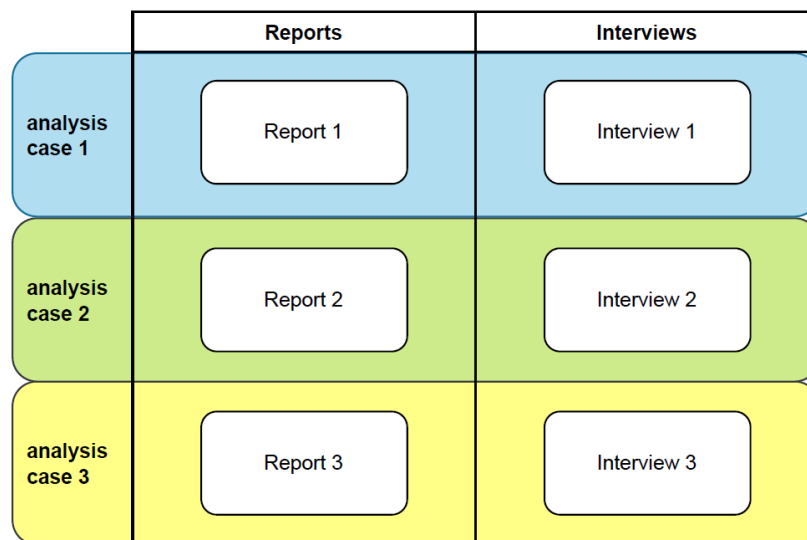 Reports
Interviews
analysis
case 1
Report 1
Interview 1
analysis
case 2
Report 2
Interview 2
analysis
case 3
Report 3
Interview 3